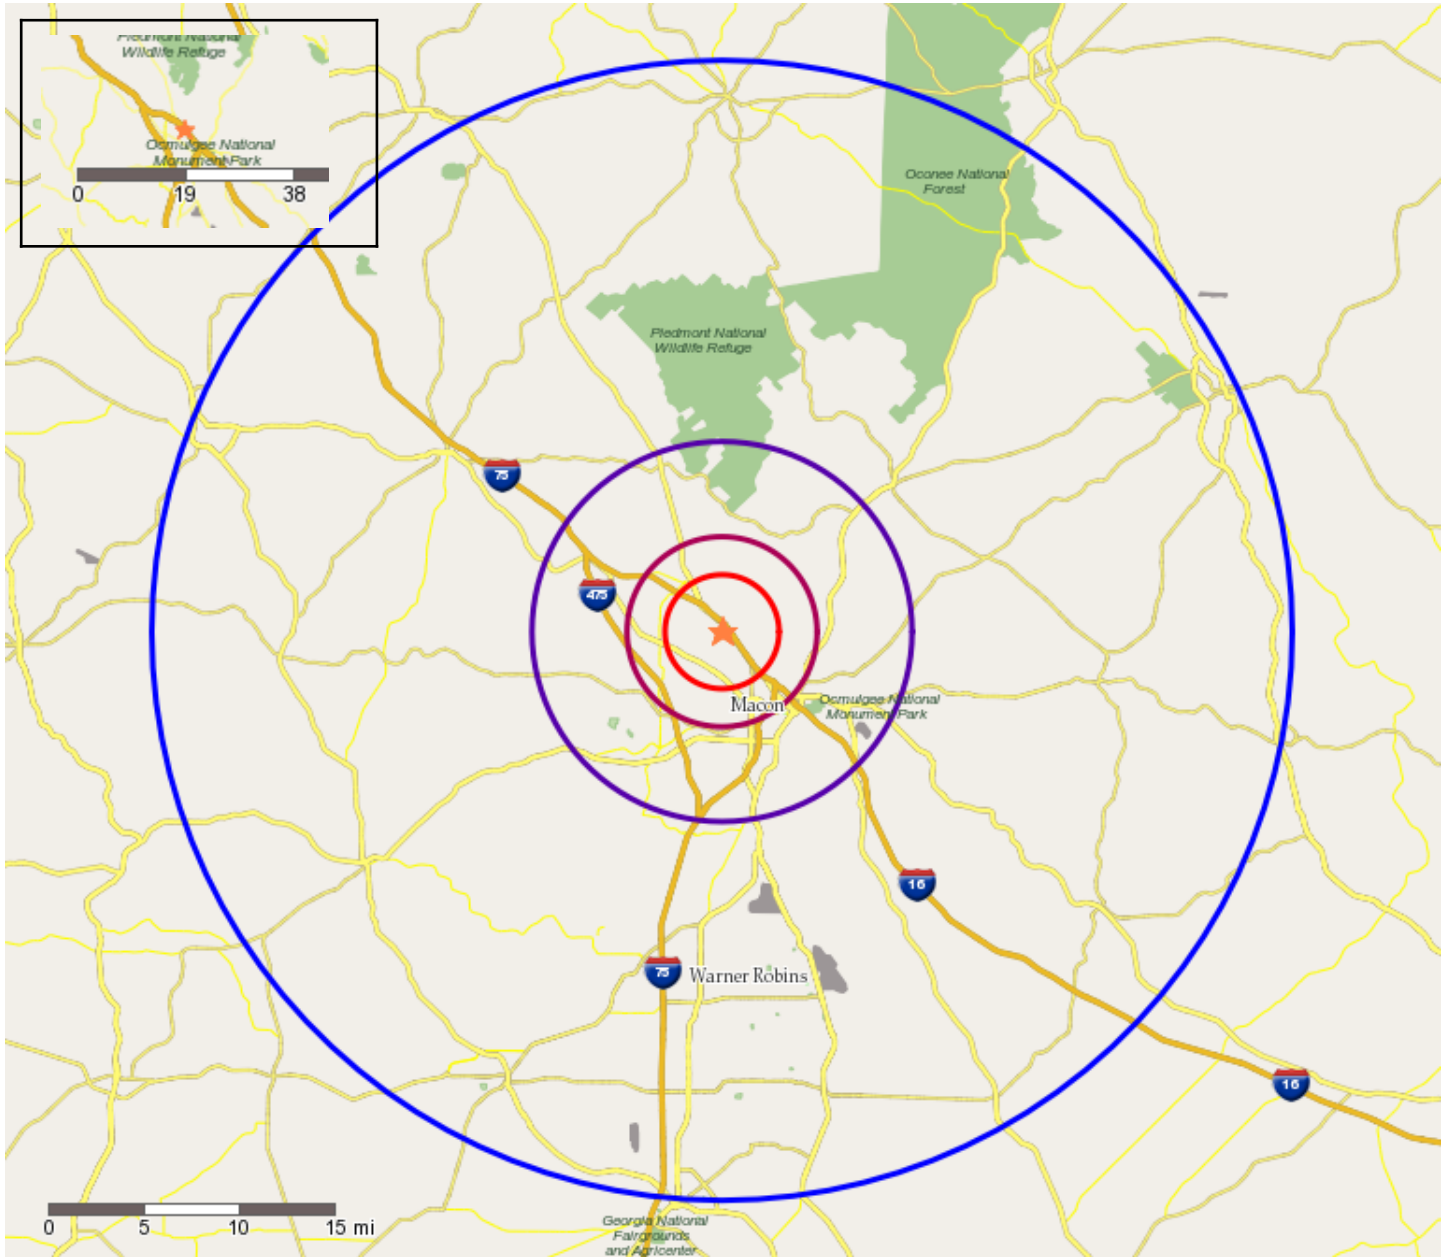 Piedmont National
Wildlife Refuge
Ocmulgee National
Monument Park
0 19 38
Oconee National
Forest
Piedmont National
Wildlife Refuge
75
475
Macon
Ocmulgee National
Monument Park
16
75
Warner Robins
16
0 5 10 15 mi
Georgia National
Fairgrounds
and Agricenter